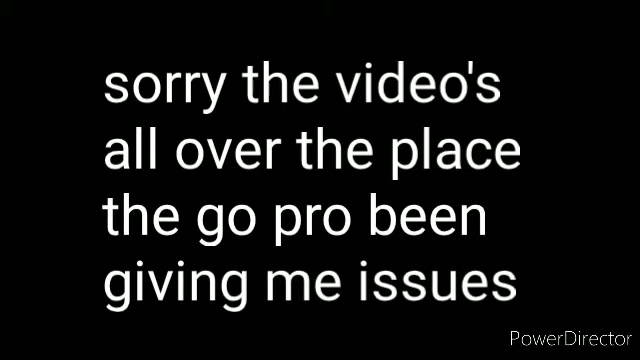 sorry the video's
all over the place
the go pro been
giving me issues
PowerDirector